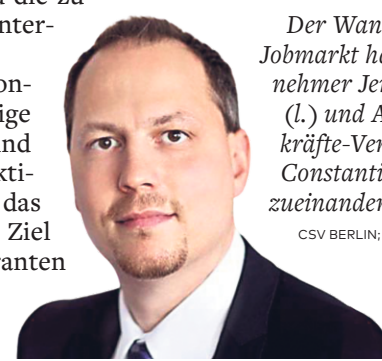 die zu
nter-
on-
ige
nd
kti-
das
Ziel
ranten
Der Wan
Jobmarkt ha
nehmer Je
(l.) und A
kräfte-Ver
Constanti
zueinander
CSV BERLIN;